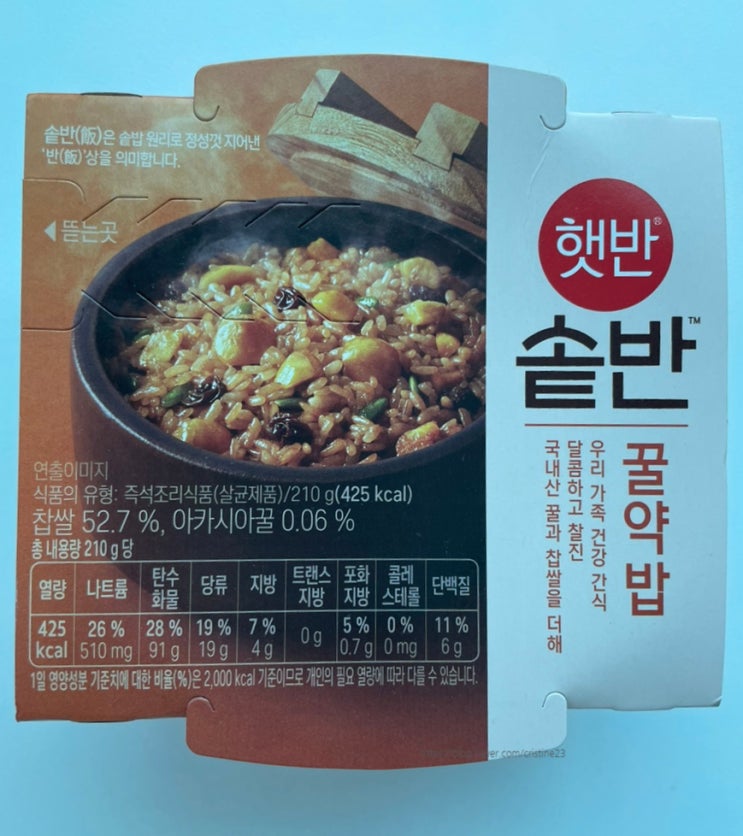 솥반(飯)은 솥밥 원리로 정성껏 지어낸
'반(飯)'상을 의미합니다.
◀ 뜯는곳
햇반®
솥반™
꿀약밥
우리 가족 건강 간식
달콤하고 찰진
국내산 꿀과 찹쌀을 더해
연출이미지
식품의 유형: 즉석조리식품(살균제품)/210 g(425 kcal)
찹쌀 52.7 %, 아카시아꿀 0.06 %
총 내용량 210 g 당
열량 나트륨 탄수화물 당류 지방 트랜스지방 포화지방 콜레스테롤 단백질
425 kcal 26 % 28 % 19 % 7 % 0 g 5 % 0 % 11 %
510 mg 91 g 19 g 4 g 0.7 g 0 mg 6 g
1일 영양성분 기준치에 대한 비율(%)은 2,000 kcal 기준이므로 개인의 필요 열량에 따라 다를 수 있습니다.
er.com/cristine23